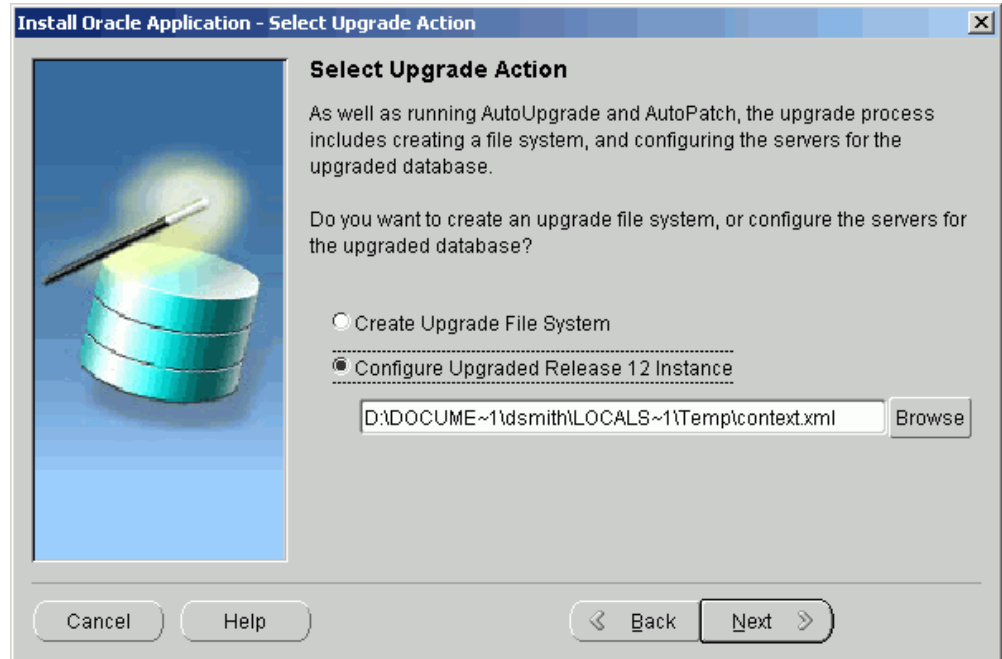 Install Oracle Application - Select Upgrade Action
Select Upgrade Action
As well as running AutoUpgrade and AutoPatch, the upgrade process
includes creating a file system, and configuring the servers for the
upgraded database.
Do you want to create an upgrade file system, or configure the servers for
the upgraded database?
Create Upgrade File System
Configure Upgraded Release 12 Instance
D:\DOCUME~1\dsmith\LOCALS~1\Temp\context.xml Browse
Cancel Help Back Next